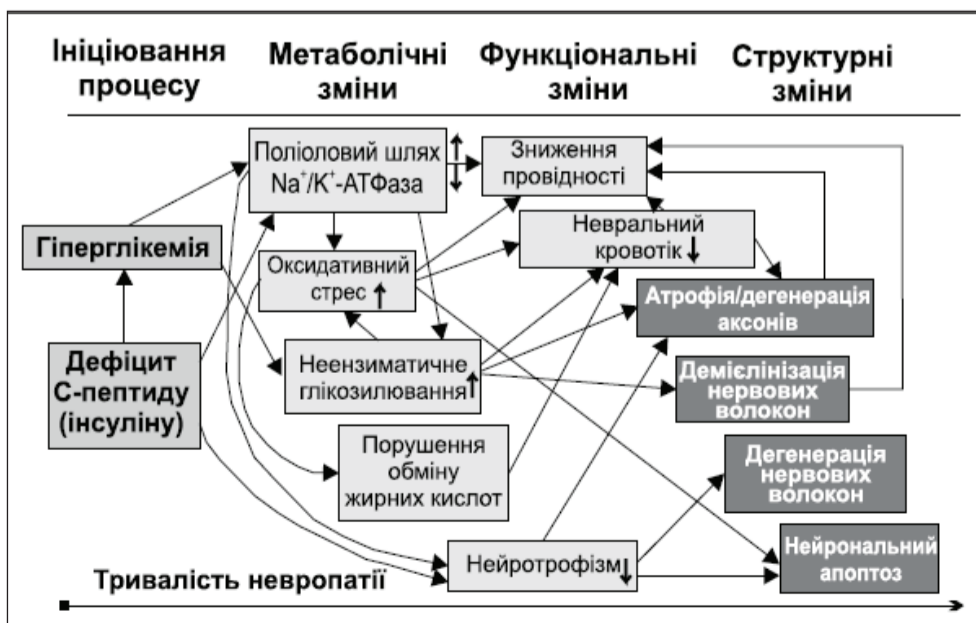 Ініціювання
процесу
Метаболічні
зміни
Функціональні
зміни
Структурні
зміни
Поліоловий шлях ↑
Na⁺/K⁺-АТФаза ↓
Зниження
провідності
Гіперглікемія
Невральний
кровотік ↓
Оксидативний
стрес ↑
Атрофія/дегенерація
аксонів
Дефіцит
С-пептиду
(інсуліну)
Неензиматичне
глікозилювання ↑
Демієлінізація
нервових
волокон
Порушення
обміну
жирних кислот
Дегенерація
нервових
волокон
Нейротрофізм ↓
Нейрональний
апоптоз
Тривалість невропатії